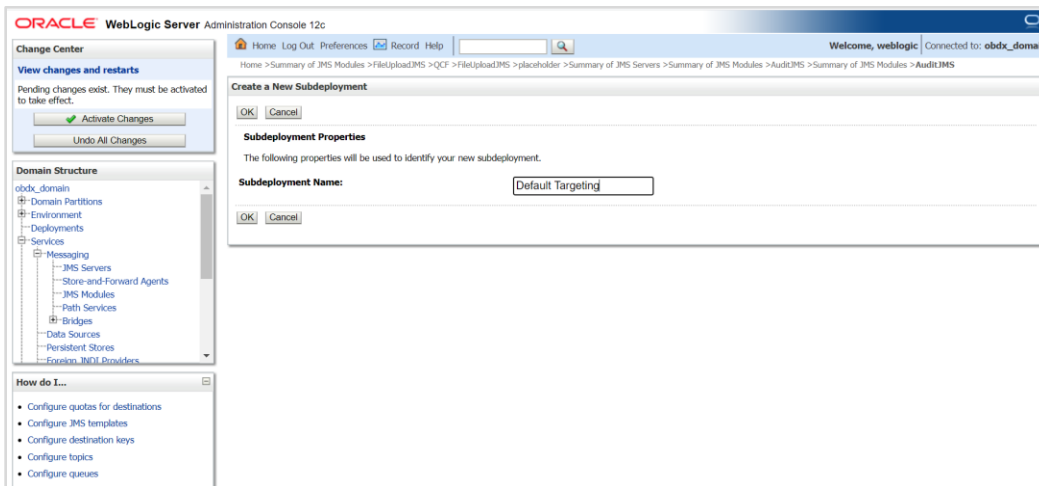 ORACLE WebLogic Server Administration Console 12c
Change Center
View changes and restarts
Pending changes exist. They must be activated
to take effect.
Activate Changes
Undo All Changes
Domain Structure
obdx_domain
Domain Partitions
Environment
Deployments
Services
Messaging
JMS Servers
Store-and-Forward Agents
JMS Modules
Path Services
Bridges
Data Sources
Persistent Stores
Foreign JNDI Providers
How do I...
Configure quotas for destinations
Configure JMS templates
Configure destination keys
Configure topics
Configure queues
Home Log Out Preferences Record Help
Welcome, weblogic Connected to: obdx_domai
Home >Summary of JMS Modules >FileUploadJMS >QCF >FileUploadJMS >placeholder >Summary of JMS Servers >Summary of JMS Modules >AuditJMS >Summary of JMS Modules >AuditJMS
Create a New Subdeployment
OK Cancel
Subdeployment Properties
The following properties will be used to identify your new subdeployment.
Subdeployment Name: Default Targeting
OK Cancel